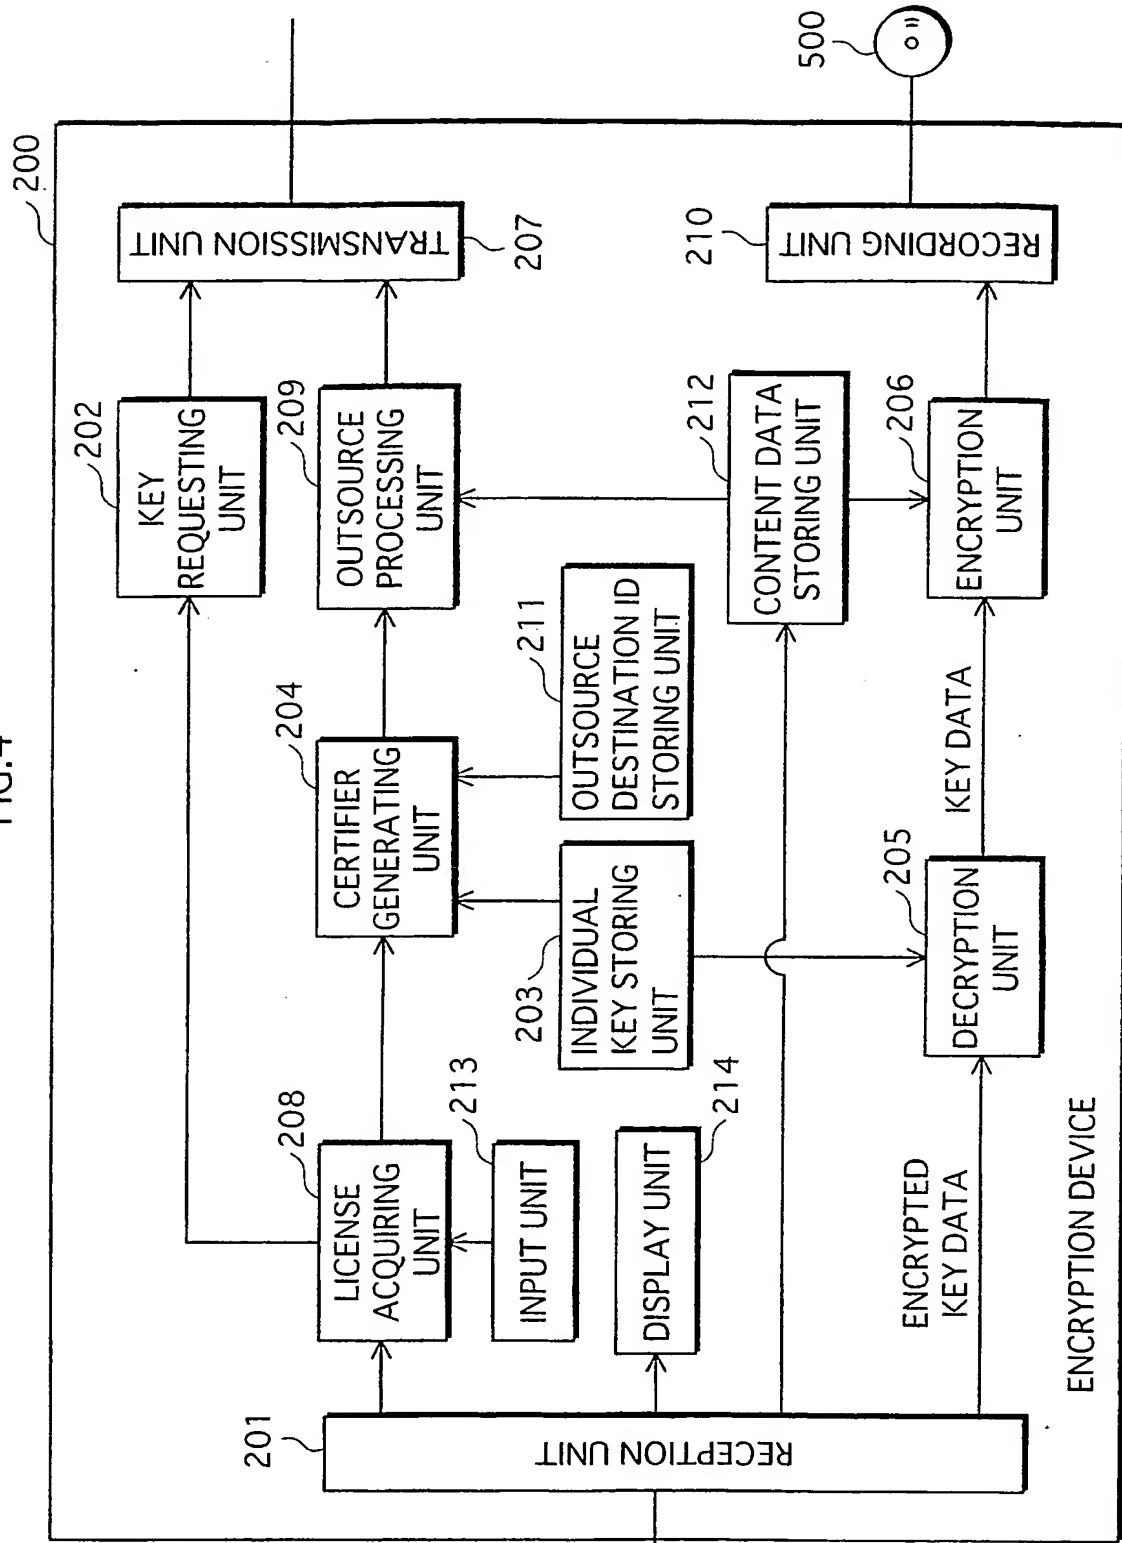 FIG.4
200
201
RECEPTION UNIT
208
LICENSE
ACQUIRING
UNIT
213
INPUT UNIT
214
DISPLAY UNIT
ENCRYPTED
KEY DATA
ENCRYPTION DEVICE
204
CERTIFIER
GENERATING
UNIT
203
INDIVIDUAL
KEY STORING
UNIT
211
OUTSOURCE
DESTINATION ID
STORING UNIT
205
DECRYPTION
UNIT
KEY DATA
202
KEY
REQUESTING
UNIT
209
OUTSOURCE
PROCESSING
UNIT
212
CONTENT DATA
STORING UNIT
206
ENCRYPTION
UNIT
TRANSMISSION UNIT
207
210
RECORDING UNIT
500